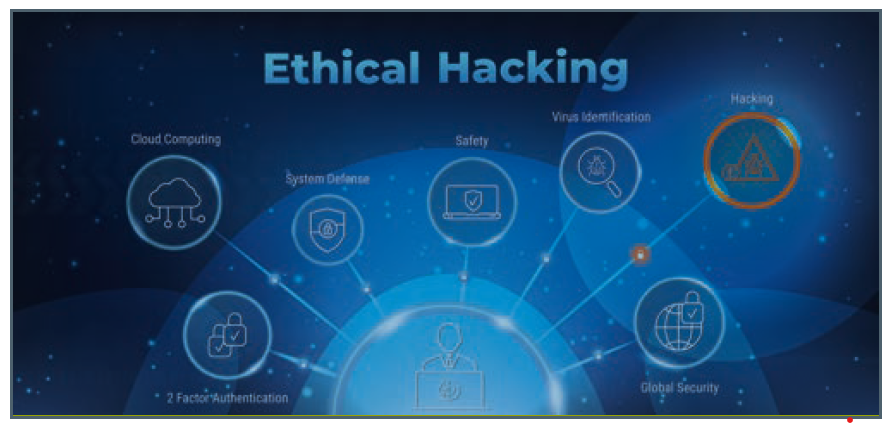 Ethical Hacking
Hacking
Virus Identification
Cloud Computing
Safety
System Defense
Global Security
2 Factor Authentication